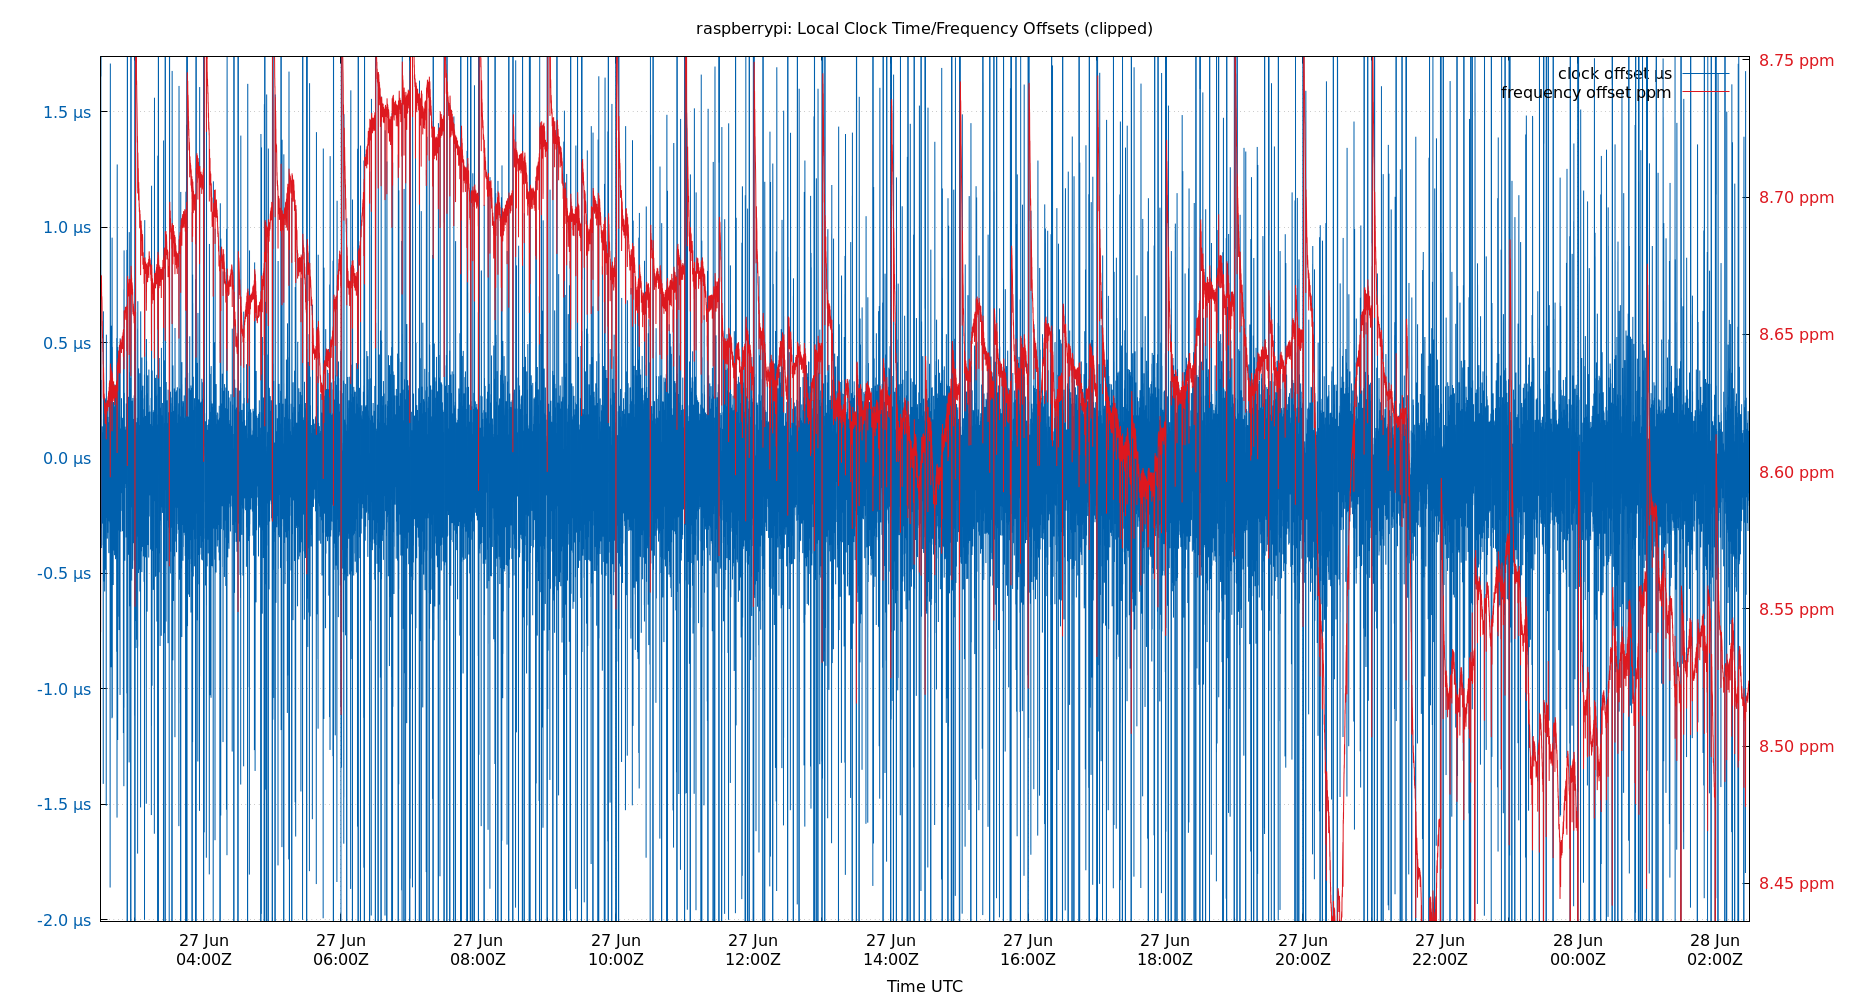 raspberrypi: Local Clock Time/Frequency Offsets (clipped)
clock offset µs
frequency offset ppm
1.5 µs
1.0 µs
0.5 µs
0.0 µs
-0.5 µs
-1.0 µs
-1.5 µs
-2.0 µs
8.75 ppm
8.70 ppm
8.65 ppm
8.60 ppm
8.55 ppm
8.50 ppm
8.45 ppm
27 Jun 27 Jun 27 Jun 27 Jun 27 Jun 27 Jun 27 Jun 27 Jun 27 Jun 27 Jun 28 Jun 28 Jun
04:00Z 06:00Z 08:00Z 10:00Z 12:00Z 14:00Z 16:00Z 18:00Z 20:00Z 22:00Z 00:00Z 02:00Z
Time UTC